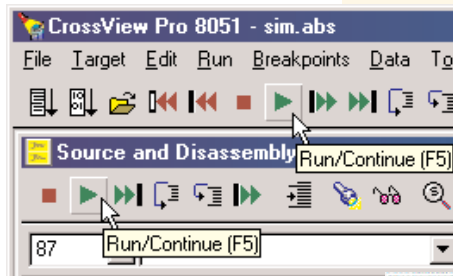 CrossView Pro 8051 - sim.abs
File Target Edit Run Breakpoints Data
Run/Continue (F5)
Source and Disassembly
Run/Continue (F5)
87